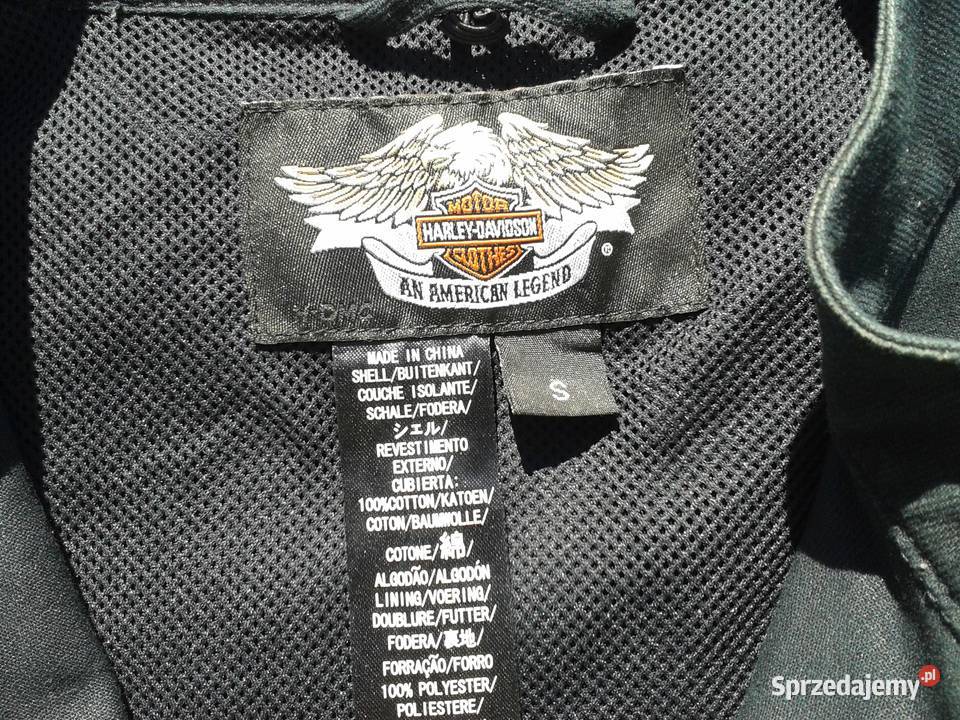 MOTOR
HARLEY-DAVIDSON
CLOTHES
®
AN AMERICAN LEGEND
MADE IN CHINA
SHELL/BUITENKANT/
COUCHE ISOLANTE/
SCHALE/FODERA/
シェル/
REVESTIMENTO
EXTERNO/
CUBIERTA:
100%COTTON/KATOEN/
COTON/BAUMWOLLE/
COTONE/綿/
ALGODÃO/ALGODÓN
LINING/VOERING/
DOUBLURE/FUTTER/
FODERA/裏地/
FORRAÇÃO/FORRO
100% POLYESTER/
POLIESTERE/
S
Sprzedajemy.pl